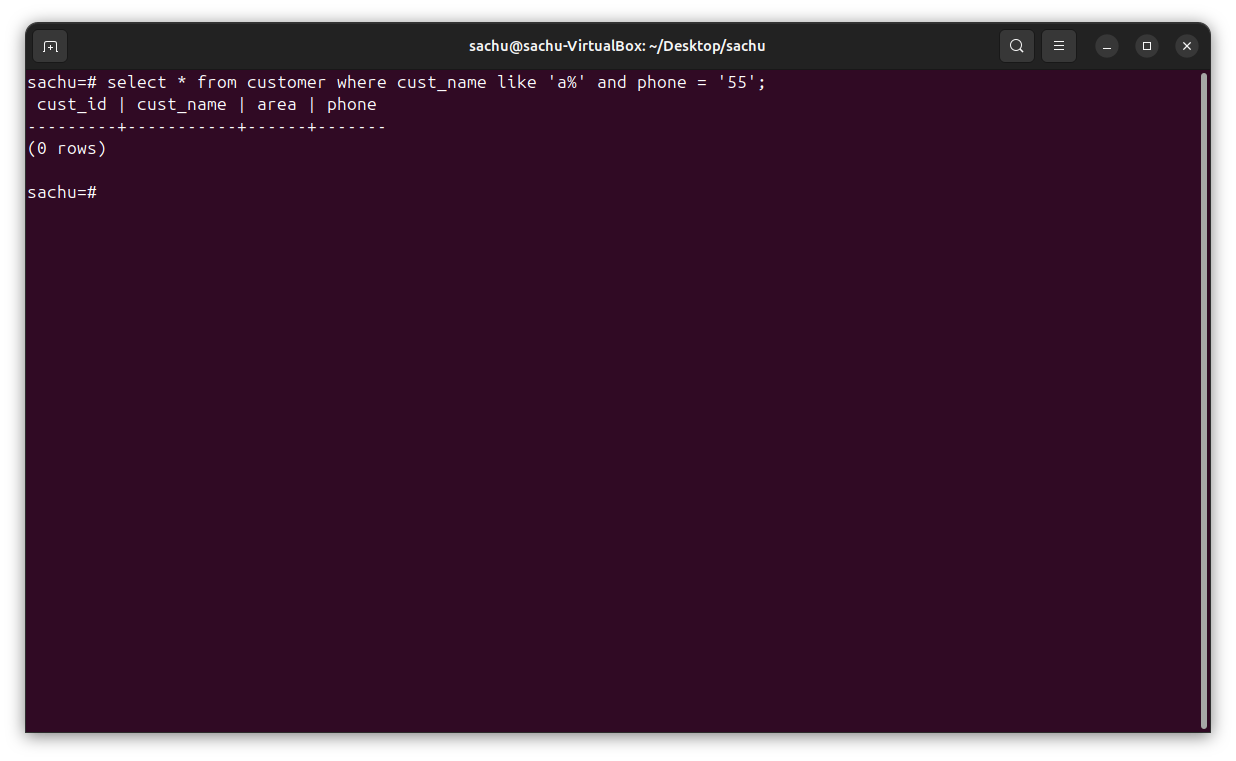 sachu@sachu-VirtualBox: ~/Desktop/sachu
sachu=# select * from customer where cust_name like 'a%' and phone = '55';
 cust_id | cust_name | area | phone
---------+-----------+------+-------
(0 rows)

sachu=#